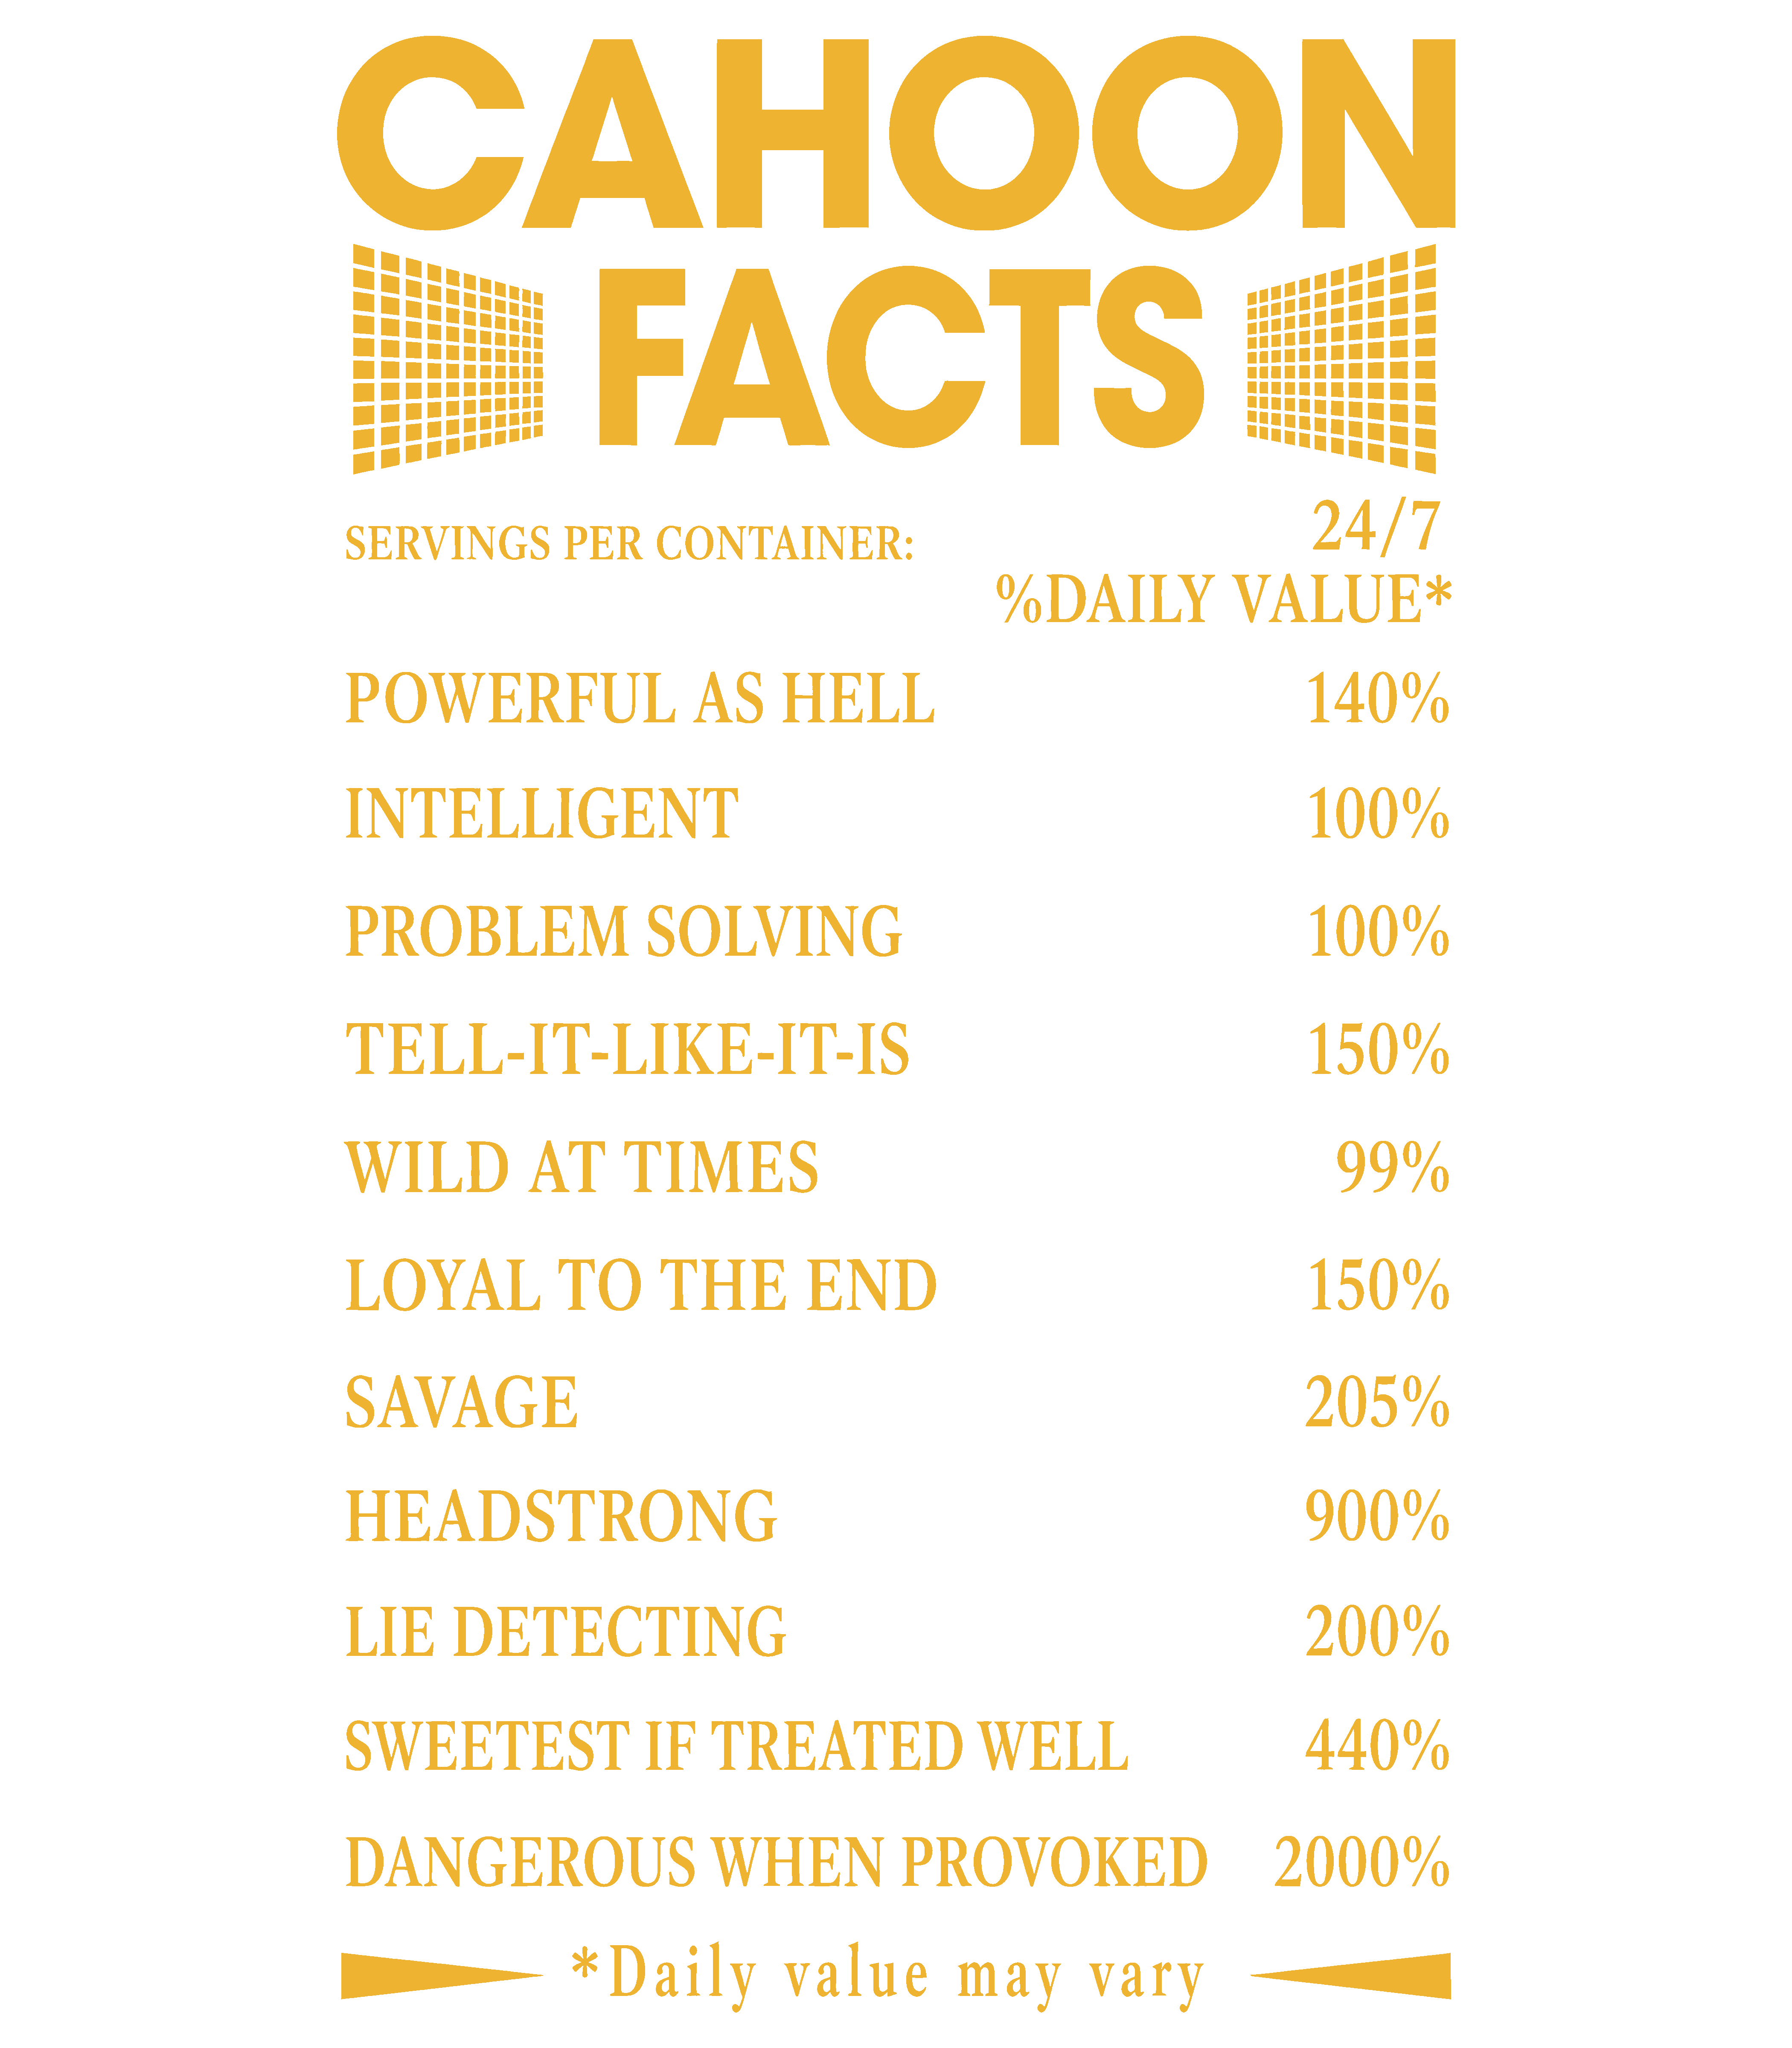 CAHOON
FACTS
SERVINGS PER CONTAINER: 24/7
%DAILY VALUE*
POWERFUL AS HELL 140%
INTELLIGENT 100%
PROBLEM SOLVING 100%
TELL-IT-LIKE-IT-IS 150%
WILD AT TIMES 99%
LOYAL TO THE END 150%
SAVAGE 205%
HEADSTRONG 900%
LIE DETECTING 200%
SWEETEST IF TREATED WELL 440%
DANGEROUS WHEN PROVOKED 2000%
*Daily value may vary